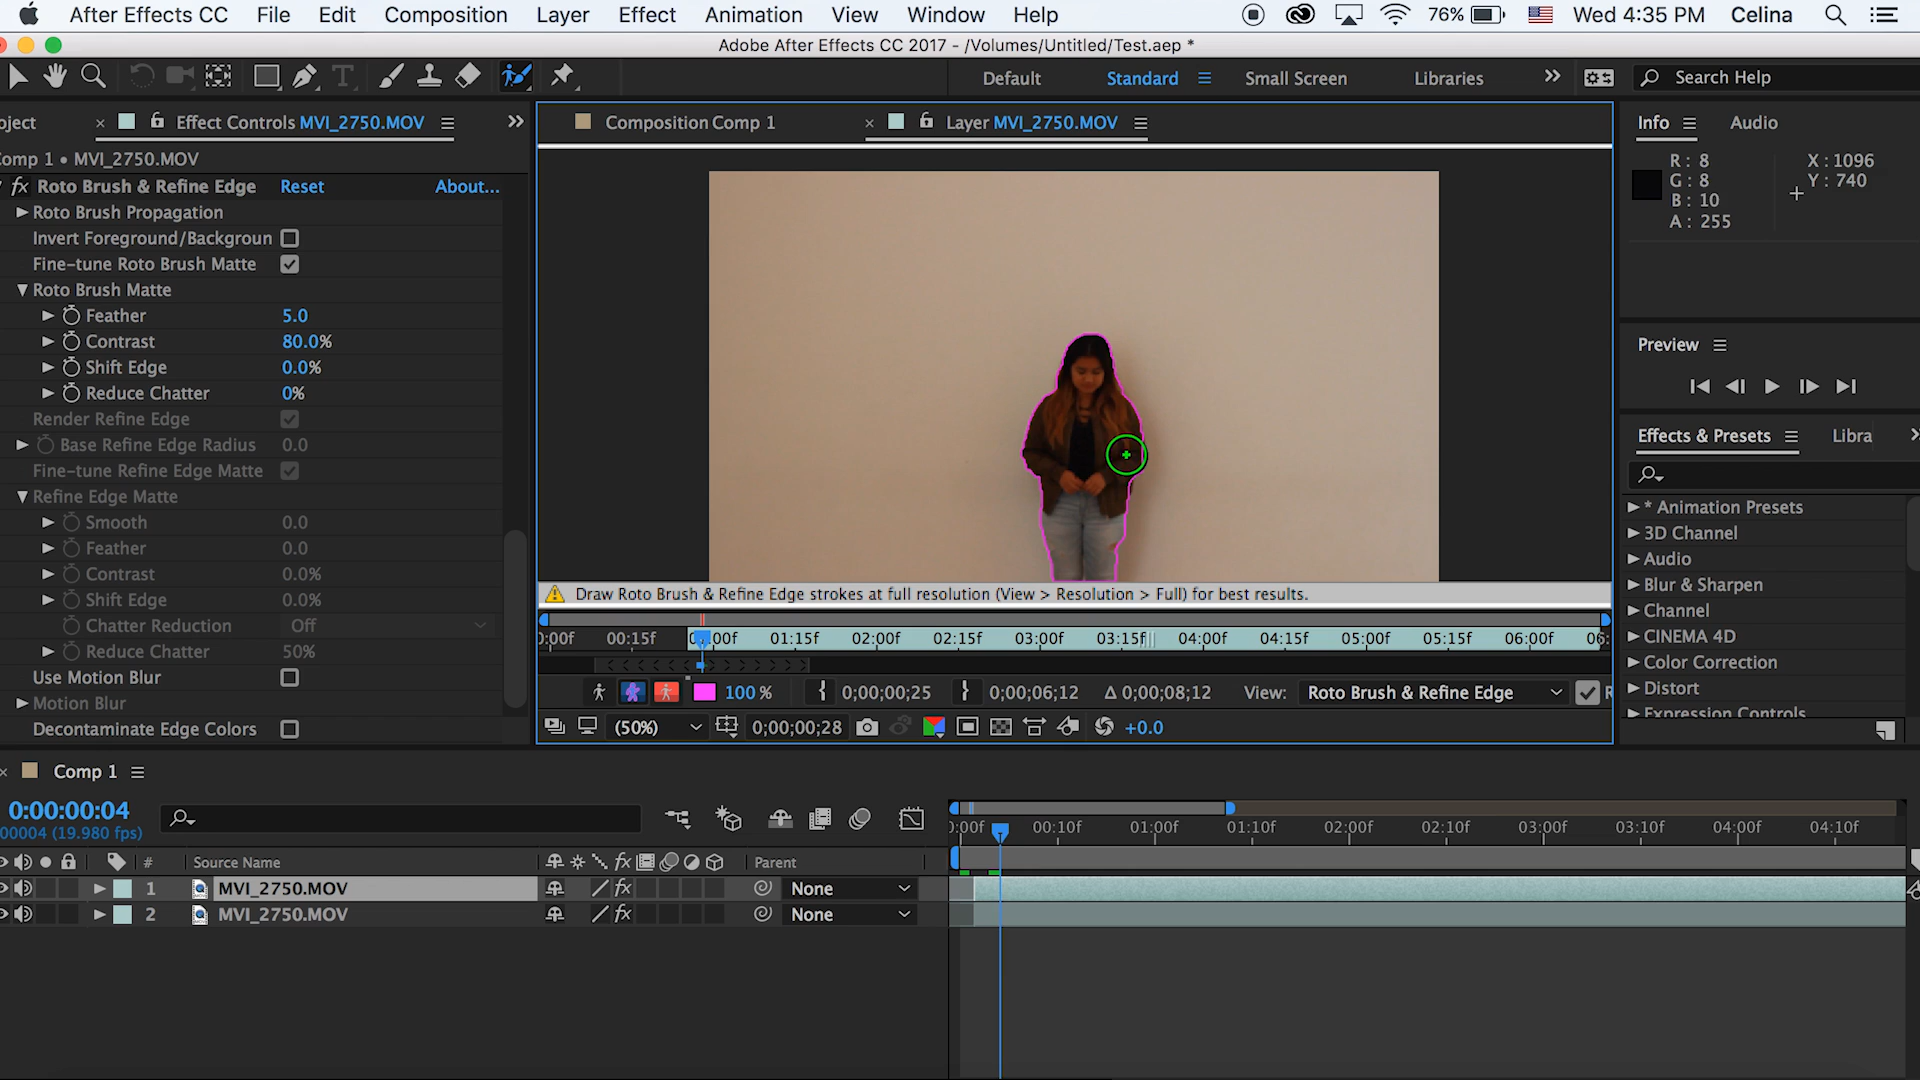 After Effects CC File Edit Composition Layer Effect Animation View Window Help 76% Wed 4:35 PM Celina
Adobe After Effects CC 2017 - /Volumes/Untitled/Test.aep *
Default Standard Small Screen Libraries Search Help
oject Effect Controls MVI_2750.MOV
omp 1 • MVI_2750.MOV
fx Roto Brush & Refine Edge Reset About...
Roto Brush Propagation
Invert Foreground/Backgroun
Fine-tune Roto Brush Matte
Roto Brush Matte
Feather 5.0
Contrast 80.0%
Shift Edge 0.0%
Reduce Chatter 0%
Render Refine Edge
Base Refine Edge Radius 0.0
Fine-tune Refine Edge Matte
Refine Edge Matte
Smooth 0.0
Feather 0.0
Contrast 0.0%
Shift Edge 0.0%
Chatter Reduction Off
Reduce Chatter 50%
Use Motion Blur
Motion Blur
Decontaminate Edge Colors
Composition Comp 1 Layer MVI_2750.MOV
Draw Roto Brush & Refine Edge strokes at full resolution (View > Resolution > Full) for best results.
0:00f 00:15f 01:00f 01:15f 02:00f 02:15f 03:00f 03:15f 04:00f 04:15f 05:00f 05:15f 06:00f 06:
100 % 0;00;00;25 0;00;06;12 Δ 0;00;08;12 View: Roto Brush & Refine Edge R
(50%) 0;00;00;28 +0.0
Info Audio
R : 8 X : 1096
G : 8 Y : 740
B : 10
A : 255
Preview
Effects & Presets Libra
* Animation Presets
3D Channel
Audio
Blur & Sharpen
Channel
CINEMA 4D
Color Correction
Distort
Expression Controls
Comp 1
0:00:00:04
00004 (19.980 fps)
# Source Name fx Parent
1 MVI_2750.MOV fx None
2 MVI_2750.MOV fx None
0:00f 00:10f 01:00f 01:10f 02:00f 02:10f 03:00f 03:10f 04:00f 04:10f